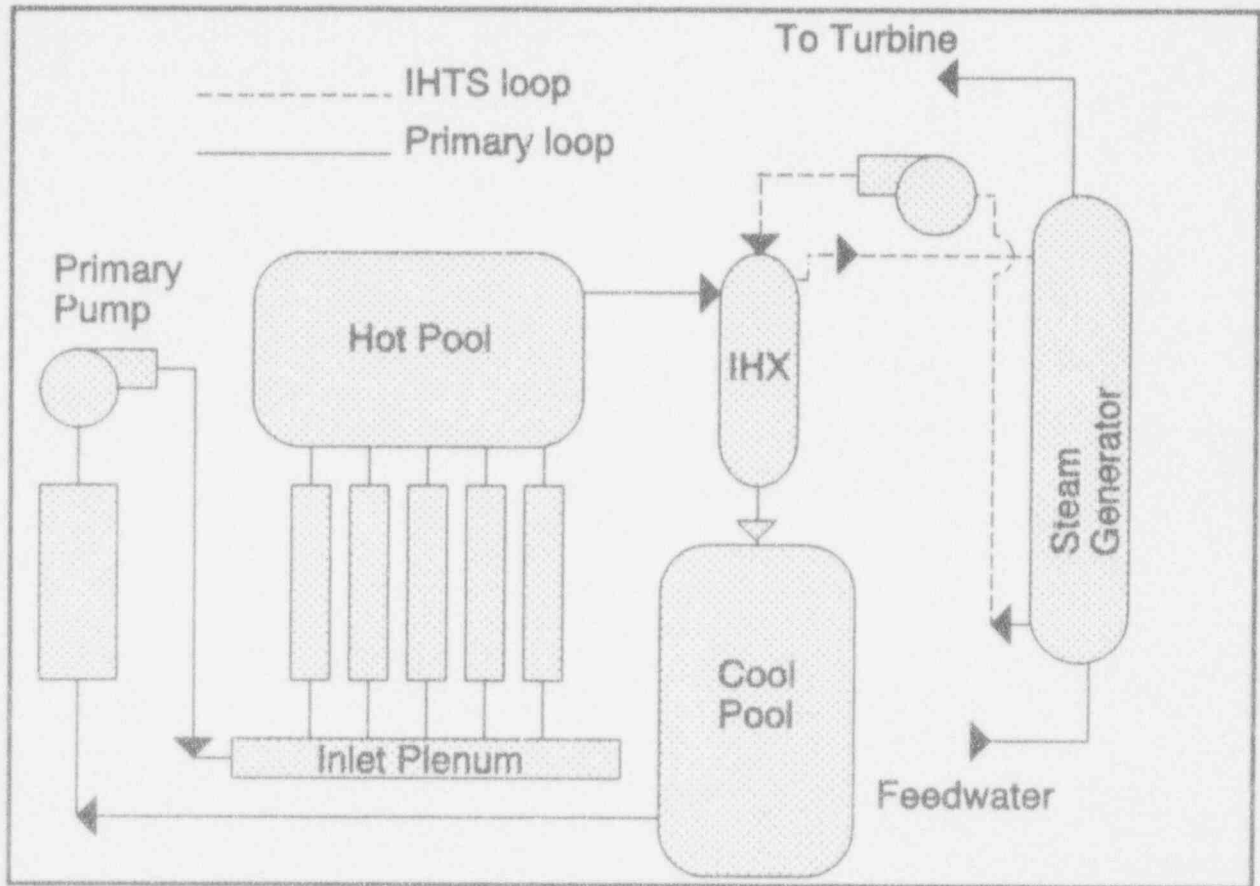 To Turbine
IHTS loop
Primary loop
Primary
Pump
Hot Pool
IHX
Steam
Generator
Cool
Pool
Inlet Plenum
Feedwater